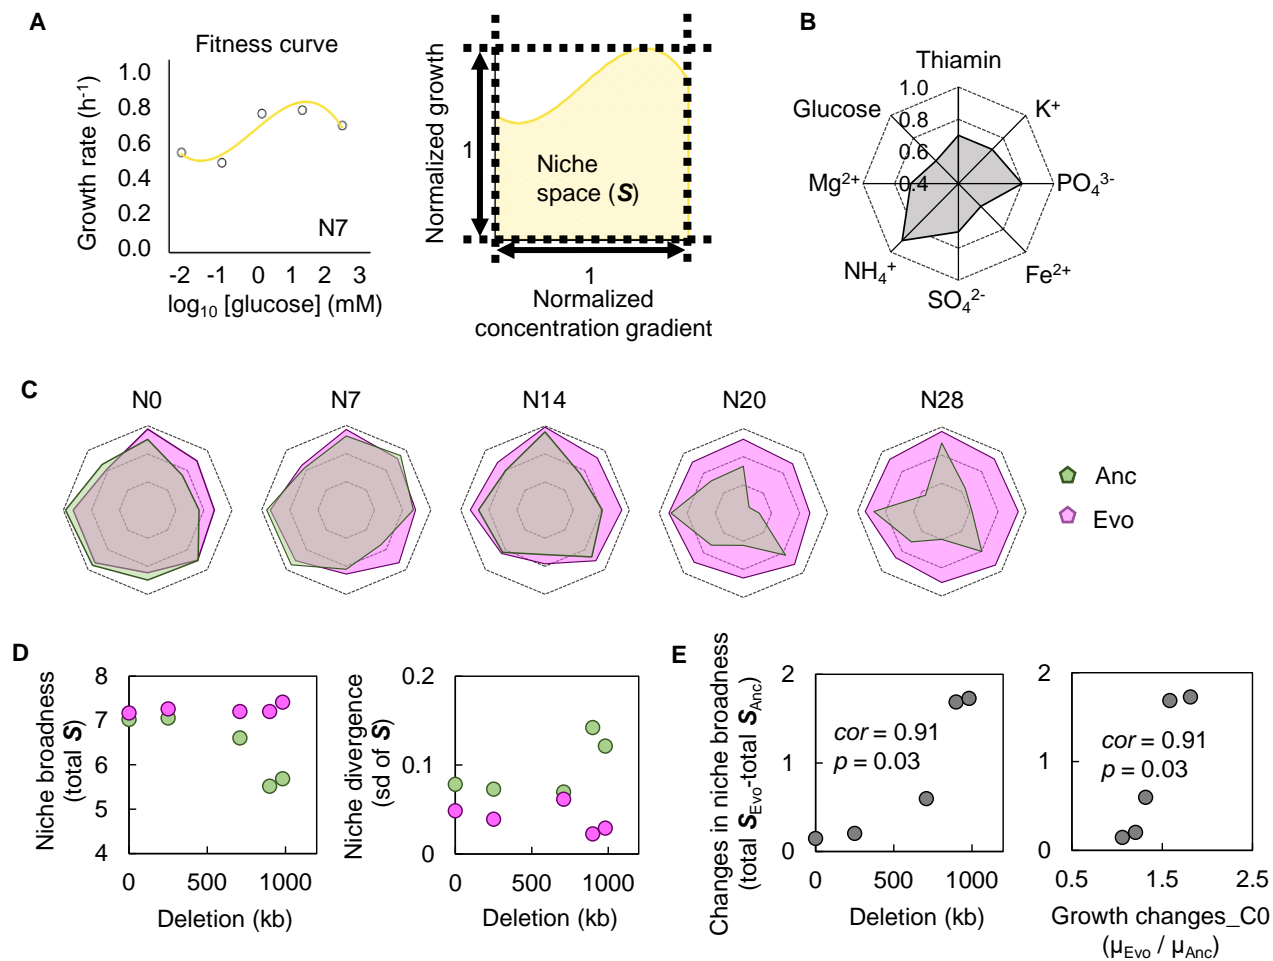 A
Fitness curve
Growth rate (h⁻¹)
1.0
0.8
0.6
0.4
0.2
0.0
N7
-2 -1 0 1 2 3
log₁₀ [glucose] (mM)
Normalized growth
1
Niche
space (S)
1
Normalized
concentration gradient
B
Thiamin
K⁺
PO₄³⁻
Fe²⁺
SO₄²⁻
NH₄⁺
Mg²⁺
Glucose
1.0
0.8
0.6
0.4
C
N0
N7
N14
N20
N28
Anc
Evo
D
Niche broadness
(total S)
8
7
6
5
4
0 500 1000
Deletion (kb)
Niche divergence
(sd of S)
0.2
0.1
0
0 500 1000
Deletion (kb)
E
Changes in niche broadness
(total S_Evo-total S_Anc)
2
1
0
cor = 0.91
p = 0.03
0 500 1000
Deletion (kb)
2
1
0
cor = 0.91
p = 0.03
0.5 1.5 2.5
Growth changes_C0
(μ_Evo / μ_Anc)